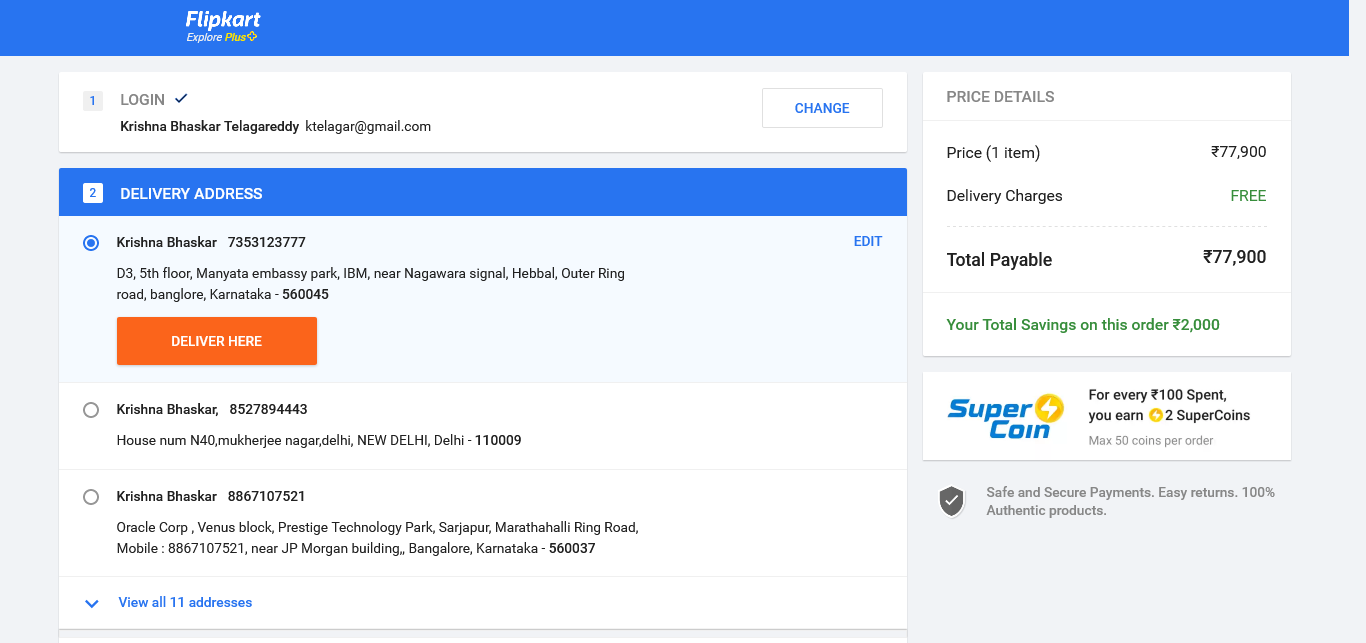 Flipkart
Explore Plus
1 LOGIN
Krishna Bhaskar Telagareddy ktelagar@gmail.com
CHANGE
2 DELIVERY ADDRESS
Krishna Bhaskar 7353123777
EDIT
D3, 5th floor, Manyata embassy park, IBM, near Nagawara signal, Hebbal, Outer Ring
road, banglore, Karnataka - 560045
DELIVER HERE
Krishna Bhaskar, 8527894443
House num N40,mukherjee nagar,delhi, NEW DELHI, Delhi - 110009
Krishna Bhaskar 8867107521
Oracle Corp , Venus block, Prestige Technology Park, Sarjapur, Marathahalli Ring Road,
Mobile : 8867107521, near JP Morgan building,, Bangalore, Karnataka - 560037
View all 11 addresses
PRICE DETAILS
Price (1 item) ₹77,900
Delivery Charges FREE
Total Payable ₹77,900
Your Total Savings on this order ₹2,000
Super
Coin
For every ₹100 Spent,
you earn 2 SuperCoins
Max 50 coins per order
Safe and Secure Payments. Easy returns. 100%
Authentic products.